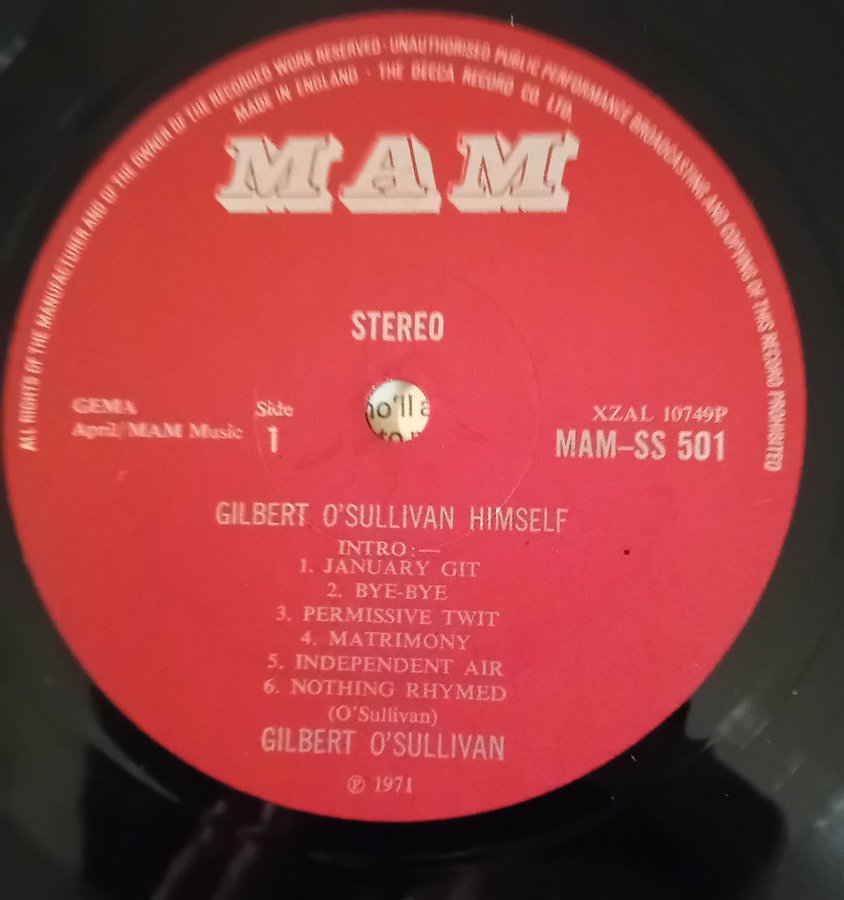 ALL RIGHTS OF THE MANUFACTURER AND OF THE OWNER OF THE RECORDED WORK RESERVED · UNAUTHORISED PUBLIC PERFORMANCE BROADCASTING AND COPYING OF THIS RECORD PROHIBITED
MADE IN ENGLAND · THE DECCA RECORD CO. LTD.
MAM
STEREO
GEMA
April/MAM Music
Side
1
o'll a
XZAL 10749P
MAM–SS 501
GILBERT O'SULLIVAN HIMSELF
INTRO:—
1. JANUARY GIT
2. BYE-BYE
3. PERMISSIVE TWIT
4. MATRIMONY
5. INDEPENDENT AIR
6. NOTHING RHYMED
(O'Sullivan)
GILBERT O'SULLIVAN
℗ 1971